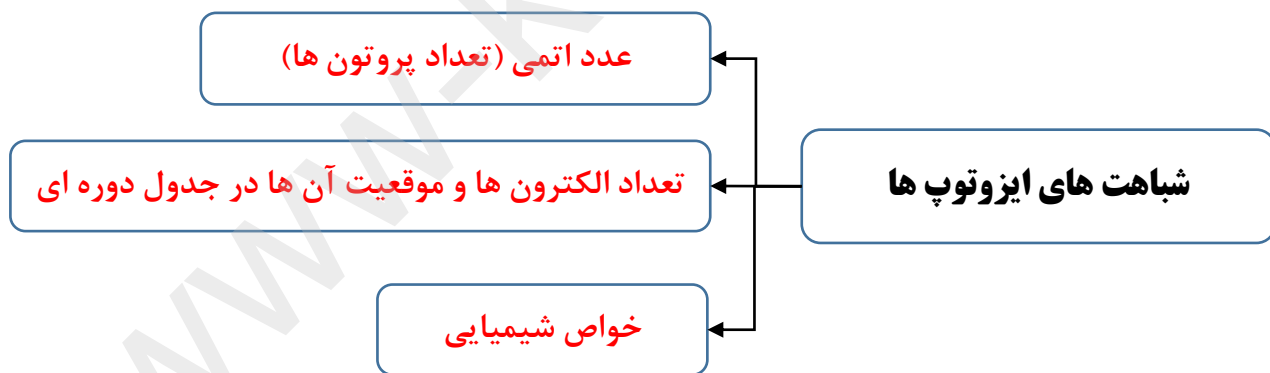 عدد اتمی (تعداد پروتون ها)
شباهت های ایزوتوپ ها
تعداد الکترون ها و موقعیت آن ها در جدول دوره ای
خواص شیمیایی
www-k